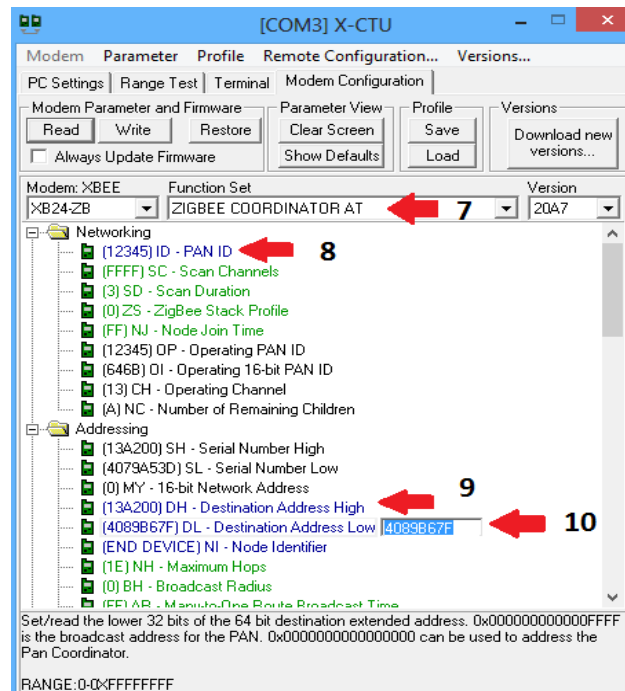 [COM3] X-CTU
Modem Parameter Profile Remote Configuration... Versions...
PC Settings Range Test Terminal Modem Configuration
Modem Parameter and Firmware Parameter View Profile Versions
Read Write Restore Clear Screen Save Download new versions...
Always Update Firmware Show Defaults Load
Modem: XBEE Function Set Version
XB24-ZB ZIGBEE COORDINATOR AT 7 20A7
Networking
(12345) ID - PAN ID 8
(FFFF) SC - Scan Channels
(3) SD - Scan Duration
(0) ZS - ZigBee Stack Profile
(FF) NJ - Node Join Time
(12345) OP - Operating PAN ID
(646B) OI - Operating 16-bit PAN ID
(13) CH - Operating Channel
(A) NC - Number of Remaining Children
Addressing
(13A200) SH - Serial Number High
(4079A53D) SL - Serial Number Low
(0) MY - 16-bit Network Address
(13A200) DH - Destination Address High 9
(4089B67F) DL - Destination Address Low 4089B67F 10
(END DEVICE) NI - Node Identifier
(1E) NH - Maximum Hops
(0) BH - Broadcast Radius
(FF) AR - Many-to-One Route Broadcast Time
Set/read the lower 32 bits of the 64 bit destination extended address. 0x000000000000FFFF
is the broadcast address for the PAN. 0x0000000000000000 can be used to address the
Pan Coordinator.
RANGE:0-0XFFFFFFFF